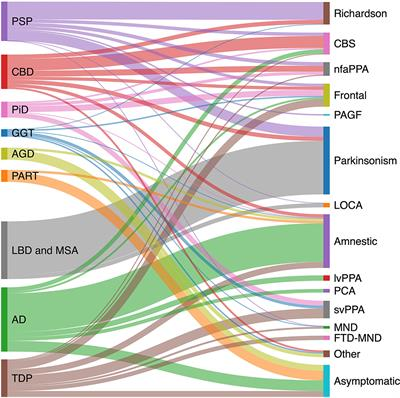 PSP
CBD
PiD
GGT
AGD
PART
LBD and MSA
AD
TDP
Richardson
CBS
nfaPPA
Frontal
PAGF
Parkinsonism
LOCA
Amnestic
lvPPA
PCA
svPPA
MND
FTD-MND
Other
Asymptomatic